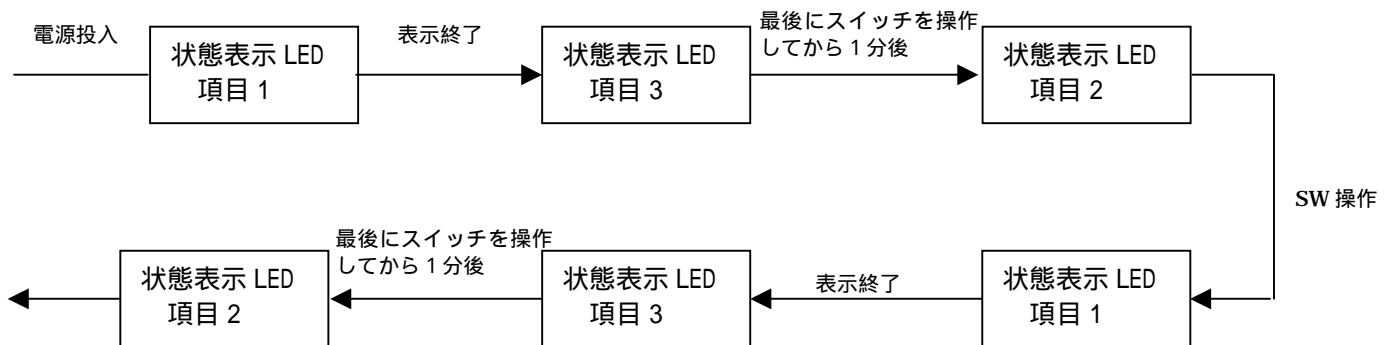 電源投入
状態表示 LED
項目 1
表示終了
状態表示 LED
項目 3
最後にスイッチを操作
してから 1 分後
状態表示 LED
項目 2
SW 操作
状態表示 LED
項目 1
表示終了
状態表示 LED
項目 3
最後にスイッチを操作
してから 1 分後
状態表示 LED
項目 2